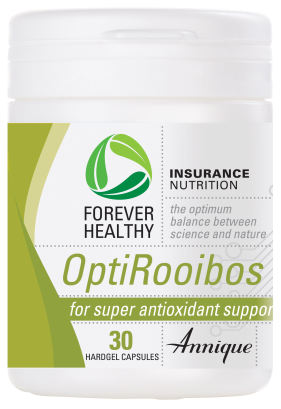 FOREVER
HEALTHY
INSURANCE
NUTRITION
the optimum
balance between
science and nature
OptiRooibos
for super antioxidant suppor
30
HARDGEL CAPSULES
Annique